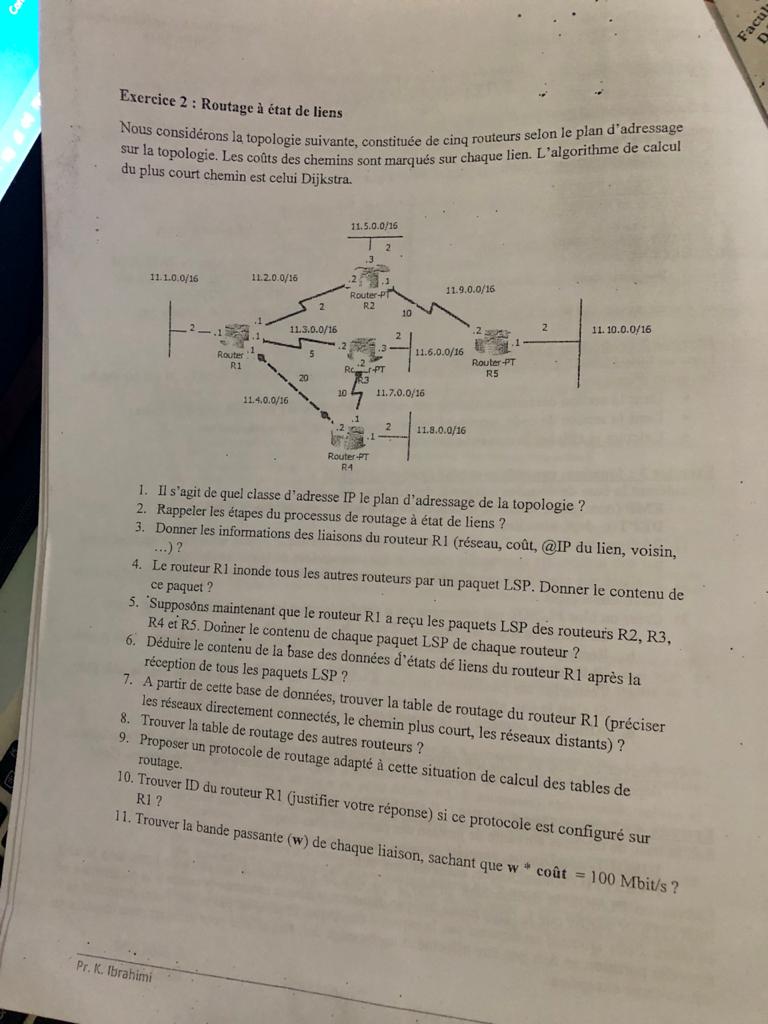 Facul
Exercice 2 : Routage à état de liens
Nous considérons la topologie suivante, constituée de cinq routeurs selon le plan d'adressage
sur la topologie. Les coûts des chemins sont marqués sur chaque lien. L'algorithme de calcul
du plus court chemin est celui Dijkstra.
11.5.0.0/16
2
.3
11.1.0.0/16
11.2.0.0/16
.2
.1
11.9.0.0/16
Router-PT
R2
2
10
.1
2
.1
.1
11.3.0.0/16
.2
.3
2
.2
.1
2
11.10.0.0/16
Router
R1
.1
5
11.6.0.0/16
Router-PT
R5
.2
R3
20
10
11.7.0.0/16
11.4.0.0/16
.1
.2
.1
2
11.8.0.0/16
Router-PT
R4
1. Il s'agit de quel classe d'adresse IP le plan d'adressage de la topologie ?
2. Rappeler les étapes du processus de routage à état de liens ?
3. Donner les informations des liaisons du routeur R1 (réseau, coût, @IP du lien, voisin,
...) ?
4. Le routeur R1 inonde tous les autres routeurs par un paquet LSP. Donner le contenu de
ce paquet ?
5. Supposons maintenant que le routeur R1 a reçu les paquets LSP des routeurs R2, R3,
R4 et R5. Donner le contenu de chaque paquet LSP de chaque routeur ?
6. Déduire le contenu de la base des données d'états de liens du routeur R1 après la
réception de tous les paquets LSP ?
7. A partir de cette base de données, trouver la table de routage du routeur R1 (préciser
les réseaux directement connectés, le chemin plus court, les réseaux distants) ?
8. Trouver la table de routage des autres routeurs ?
9. Proposer un protocole de routage adapté à cette situation de calcul des tables de
routage.
10. Trouver ID du routeur R1 (justifier votre réponse) si ce protocole est configuré sur
R1 ?
11. Trouver la bande passante (w) de chaque liaison, sachant que w * coût = 100 Mbit/s ?
Pr. K. Ibrahimi